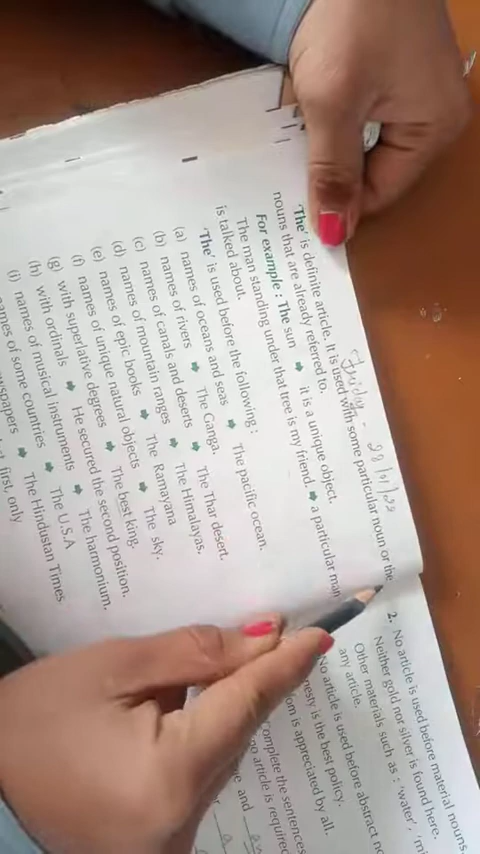 Friday - 28/01/22
'The' is definite article. It is used with some particular noun or the
nouns that are already referred to.
For example : The sun ➡ it is a unique object.
The man standing under that tree is my friend. ➡ a particular man
is talked about.
'The' is used before the following :
(a) names of oceans and seas ➡ The pacific ocean.
(b) names of rivers ➡ The Ganga.
(c) names of canals and deserts ➡ The Thar desert.
(d) names of mountain ranges ➡ The Himalayas.
(e) names of epic books ➡ The Ramayana
(f) names of unique natural objects ➡ The sky.
(g) with superlative degrees ➡ The best king.
(h) with ordinals ➡ He secured the second position.
(i) names of musical instruments ➡ The harmonium.
names of some countries ➡ The U.S.A
newspapers ➡ The Hindustan Times
first, only
2. No article is used before material nouns.
Neither gold nor silver is found here.
Other materials such as : 'water',
any article.
No article is used before abstract
honesty is the best policy.
is appreciated by all.
complete the sentences
no article is required
and